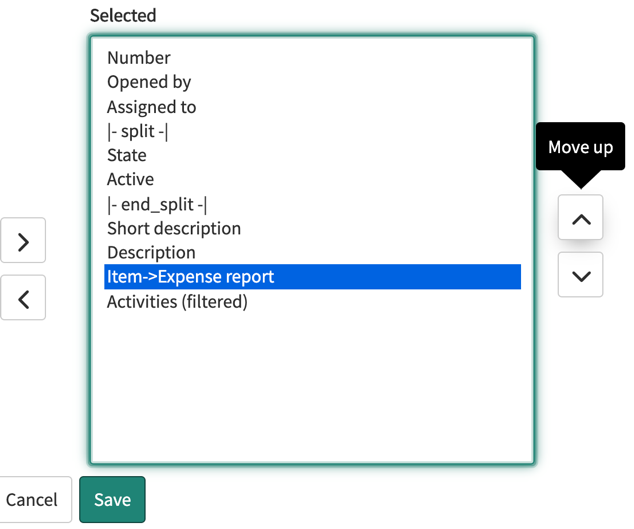 Selected
Number
Opened by
Assigned to
|- split -|
State
Active
|- end_split -|
Short description
Description
Item->Expense report
Activities (filtered)
Move up
Cancel
Save